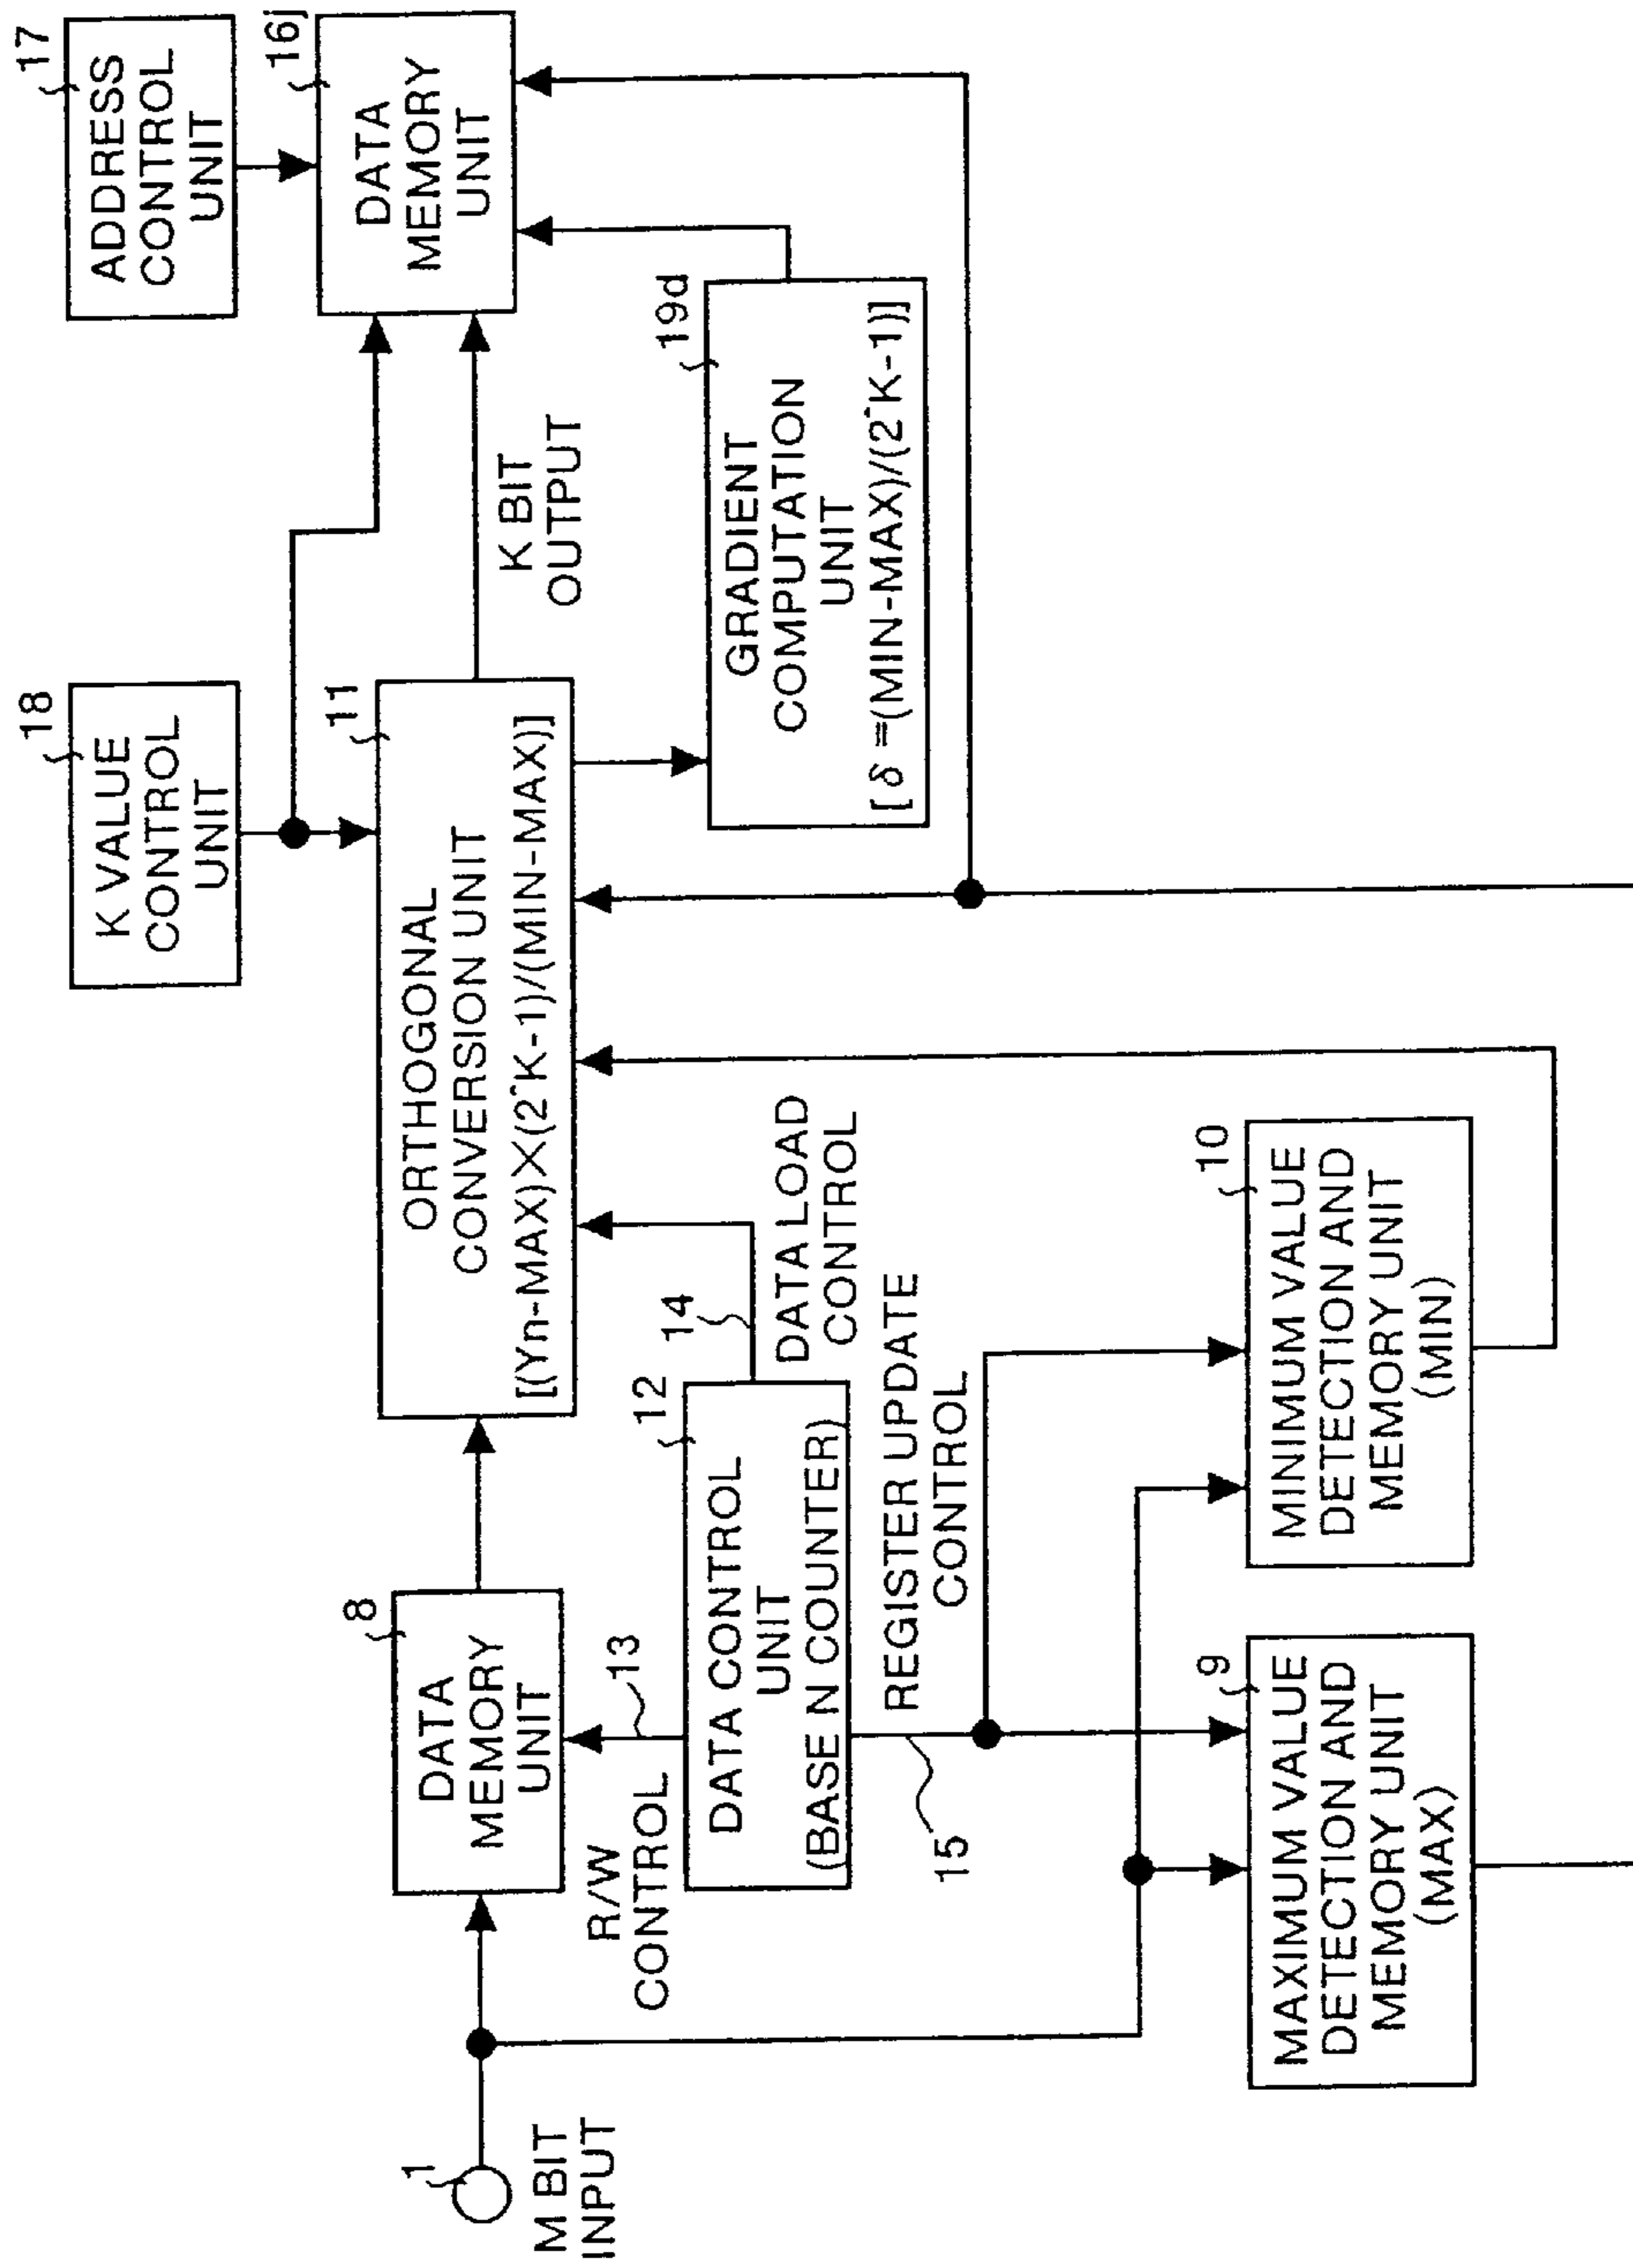 17
ADDRESS
CONTROL
UNIT
16j
DATA
MEMORY
UNIT
18
K VALUE
CONTROL
UNIT
11
ORTHOGONAL
CONVERSION UNIT
[(Yn-MAX)×(2^K-1)/(MIN-MAX)]
K BIT
OUTPUT
19d
GRADIENT
COMPUTATION
UNIT
[ δ =(MIN-MAX)/(2^K-1)]
8
DATA
MEMORY
UNIT
1
M BIT
INPUT
R/W
CONTROL
13
12
DATA CONTROL
UNIT
(BASE N COUNTER)
14
DATA LOAD
CONTROL
15
REGISTER UPDATE
CONTROL
9
MAXIMUM VALUE
DETECTION AND
MEMORY UNIT
(MAX)
10
MINIMUM VALUE
DETECTION AND
MEMORY UNIT
(MIN)